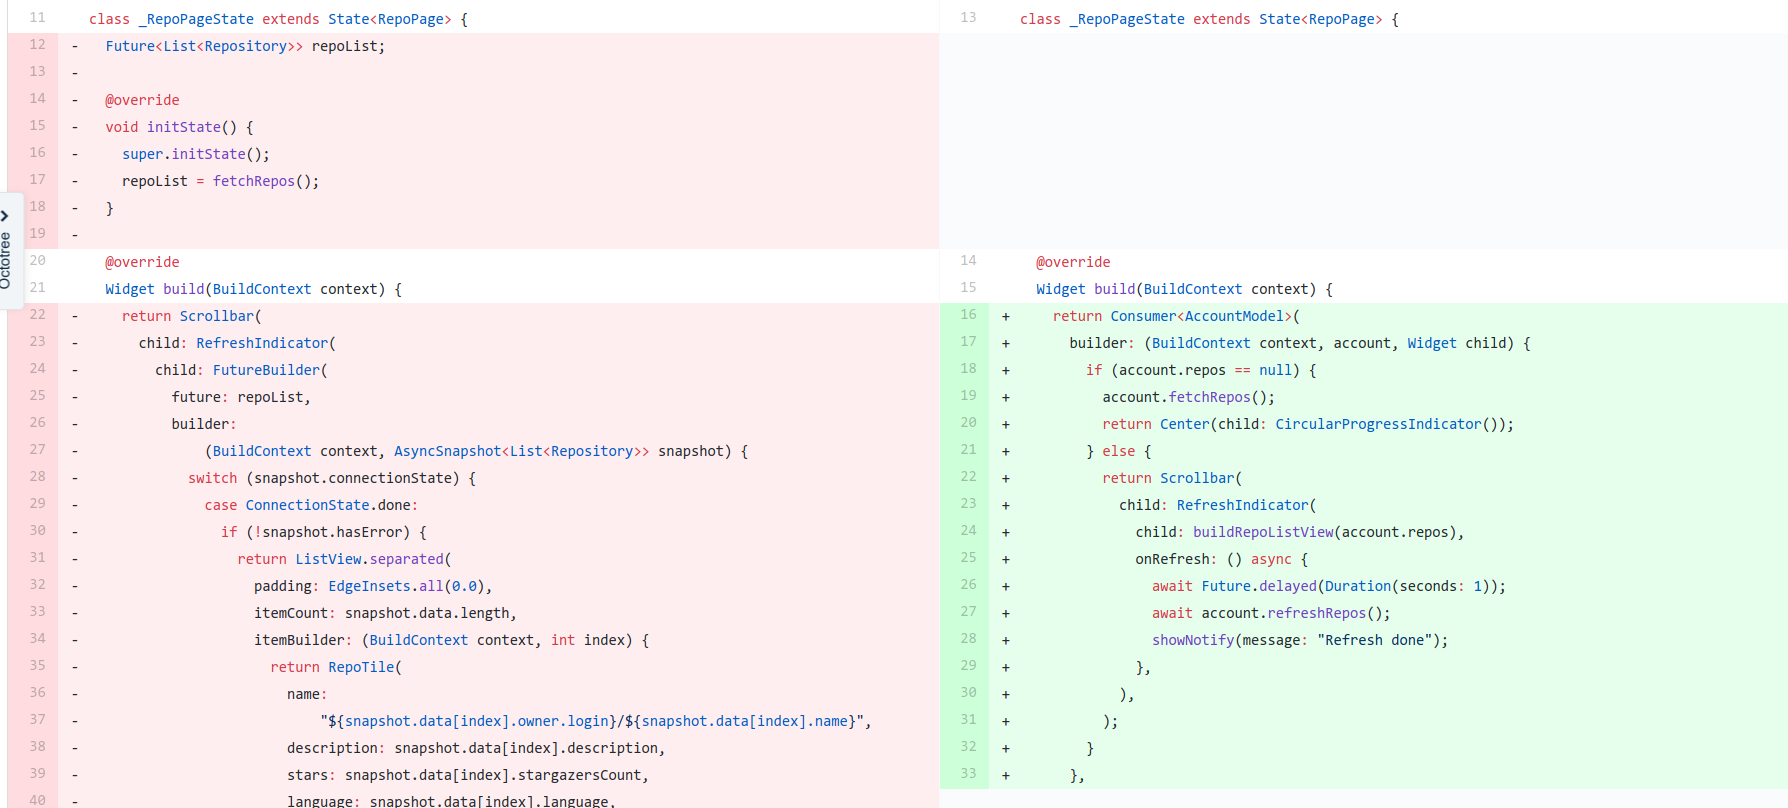 11 class _RepoPageState extends State<RepoPage> {
12 - Future<List<Repository>> repoList;
13 -
14 - @override
15 - void initState() {
16 - super.initState();
17 - repoList = fetchRepos();
18 - }
19 -
20 @override
21 Widget build(BuildContext context) {
22 - return Scrollbar(
23 - child: RefreshIndicator(
24 - child: FutureBuilder(
25 - future: repoList,
26 - builder:
27 - (BuildContext context, AsyncSnapshot<List<Repository>> snapshot) {
28 - switch (snapshot.connectionState) {
29 - case ConnectionState.done:
30 - if (!snapshot.hasError) {
31 - return ListView.separated(
32 - padding: EdgeInsets.all(0.0),
33 - itemCount: snapshot.data.length,
34 - itemBuilder: (BuildContext context, int index) {
35 - return RepoTile(
36 - name:
37 - "${snapshot.data[index].owner.login}/${snapshot.data[index].name}",
38 - description: snapshot.data[index].description,
39 - stars: snapshot.data[index].stargazersCount,
40 - language: snapshot.data[index].language,
Octotree
13 class _RepoPageState extends State<RepoPage> {
14 @override
15 Widget build(BuildContext context) {
16 + return Consumer<AccountModel>(
17 + builder: (BuildContext context, account, Widget child) {
18 + if (account.repos == null) {
19 + account.fetchRepos();
20 + return Center(child: CircularProgressIndicator());
21 + } else {
22 + return Scrollbar(
23 + child: RefreshIndicator(
24 + child: buildRepoListView(account.repos),
25 + onRefresh: () async {
26 + await Future.delayed(Duration(seconds: 1));
27 + await account.refreshRepos();
28 + showNotify(message: "Refresh done");
29 + },
30 + ),
31 + );
32 + }
33 + },